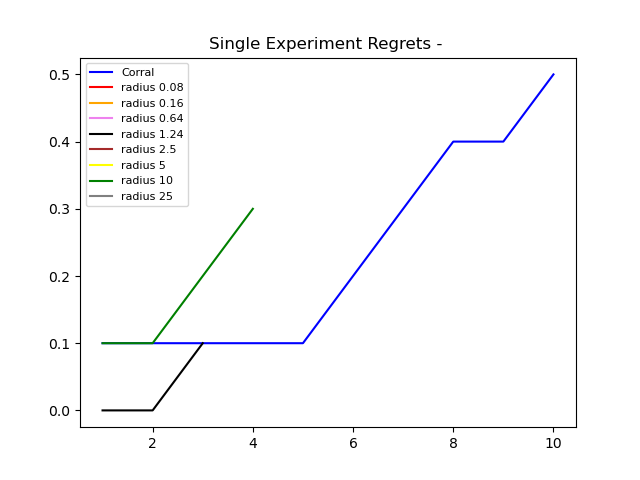 Single Experiment Regrets -
Corral
radius 0.08
radius 0.16
radius 0.64
radius 1.24
radius 2.5
radius 5
radius 10
radius 25
0.5
0.4
0.3
0.2
0.1
0.0
2 4 6 8 10